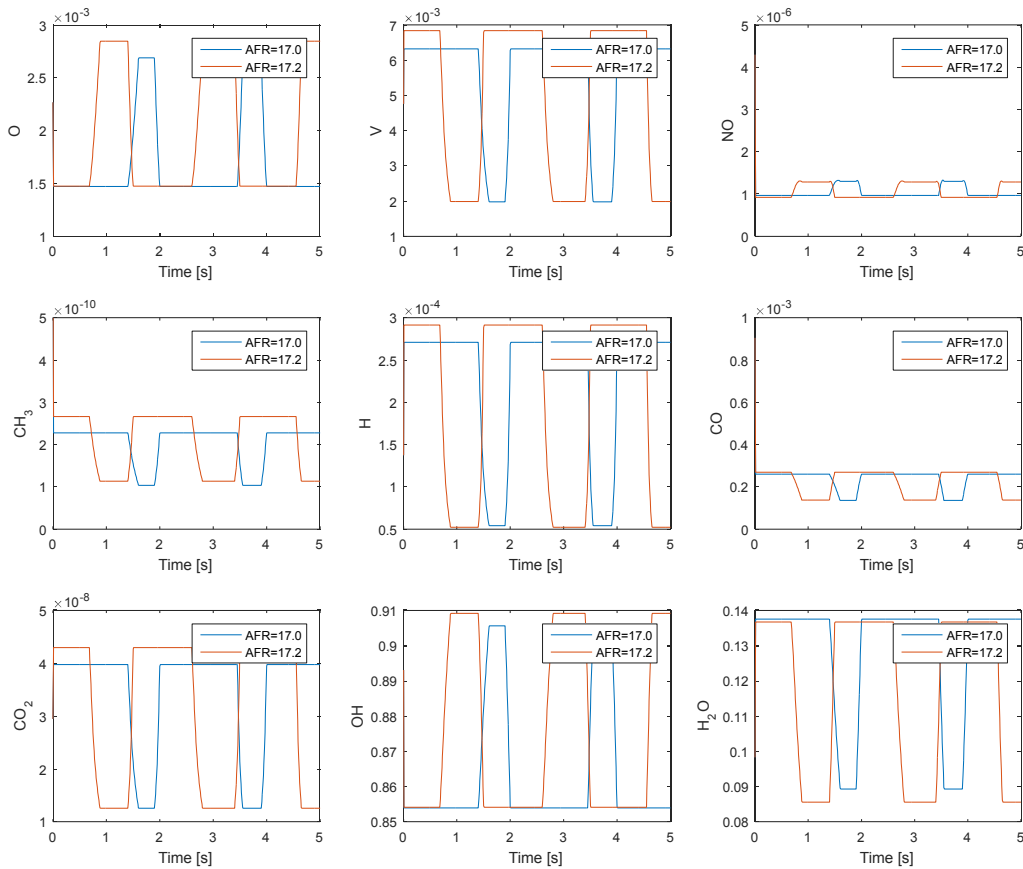 ×10-3
3
2.5
2
1.5
1
O
0 1 2 3 4 5
Time [s]
AFR=17.0
AFR=17.2
×10-3
7
6
5
4
3
2
1
V
0 1 2 3 4 5
Time [s]
AFR=17.0
AFR=17.2
×10-6
5
4
3
2
1
0
NO
0 1 2 3 4 5
Time [s]
AFR=17.0
AFR=17.2
×10-10
5
4
3
2
1
0
CH3
0 1 2 3 4 5
Time [s]
AFR=17.0
AFR=17.2
×10-4
3
2.5
2
1.5
1
0.5
H
0 1 2 3 4 5
Time [s]
AFR=17.0
AFR=17.2
×10-3
1
0.8
0.6
0.4
0.2
0
CO
0 1 2 3 4 5
Time [s]
AFR=17.0
AFR=17.2
×10-8
5
4
3
2
1
CO2
0 1 2 3 4 5
Time [s]
AFR=17.0
AFR=17.2
0.91
0.9
0.89
0.88
0.87
0.86
0.85
OH
0 1 2 3 4 5
Time [s]
AFR=17.0
AFR=17.2
0.14
0.13
0.12
0.11
0.1
0.09
0.08
H2O
0 1 2 3 4 5
Time [s]
AFR=17.0
AFR=17.2